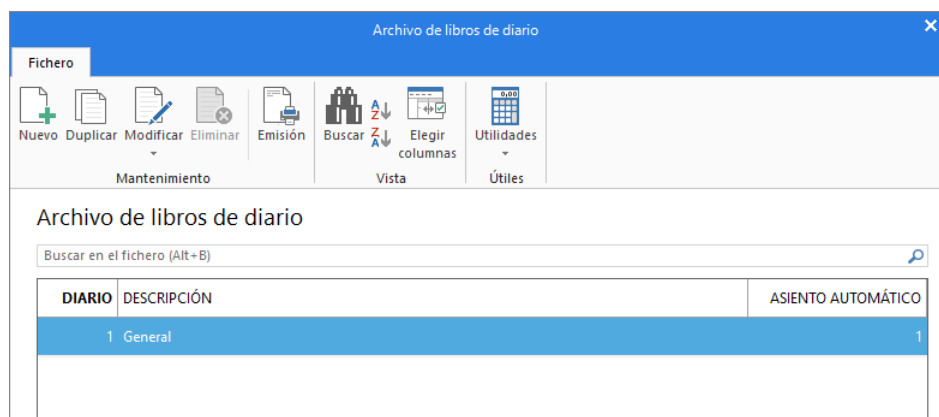 Archivo de libros de diario
Fichero
Nuevo Duplicar Modificar Eliminar Emisión Buscar Elegir columnas Utilidades
Mantenimiento Vista Útiles
Archivo de libros de diario
Buscar en el fichero (Alt+B)
DIARIO DESCRIPCIÓN ASIENTO AUTOMÁTICO
1 General 1